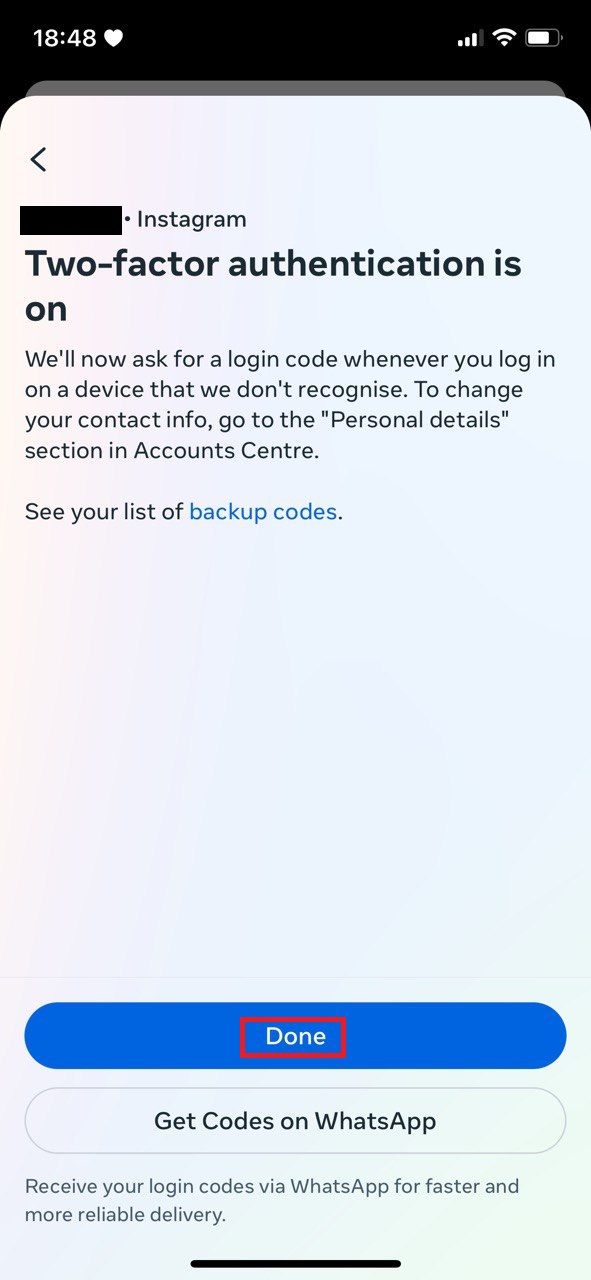 18:48
• Instagram
Two-factor authentication is
on
We'll now ask for a login code whenever you log in
on a device that we don't recognise. To change
your contact info, go to the "Personal details"
section in Accounts Centre.
See your list of backup codes.
Done
Get Codes on WhatsApp
Receive your login codes via WhatsApp for faster and
more reliable delivery.